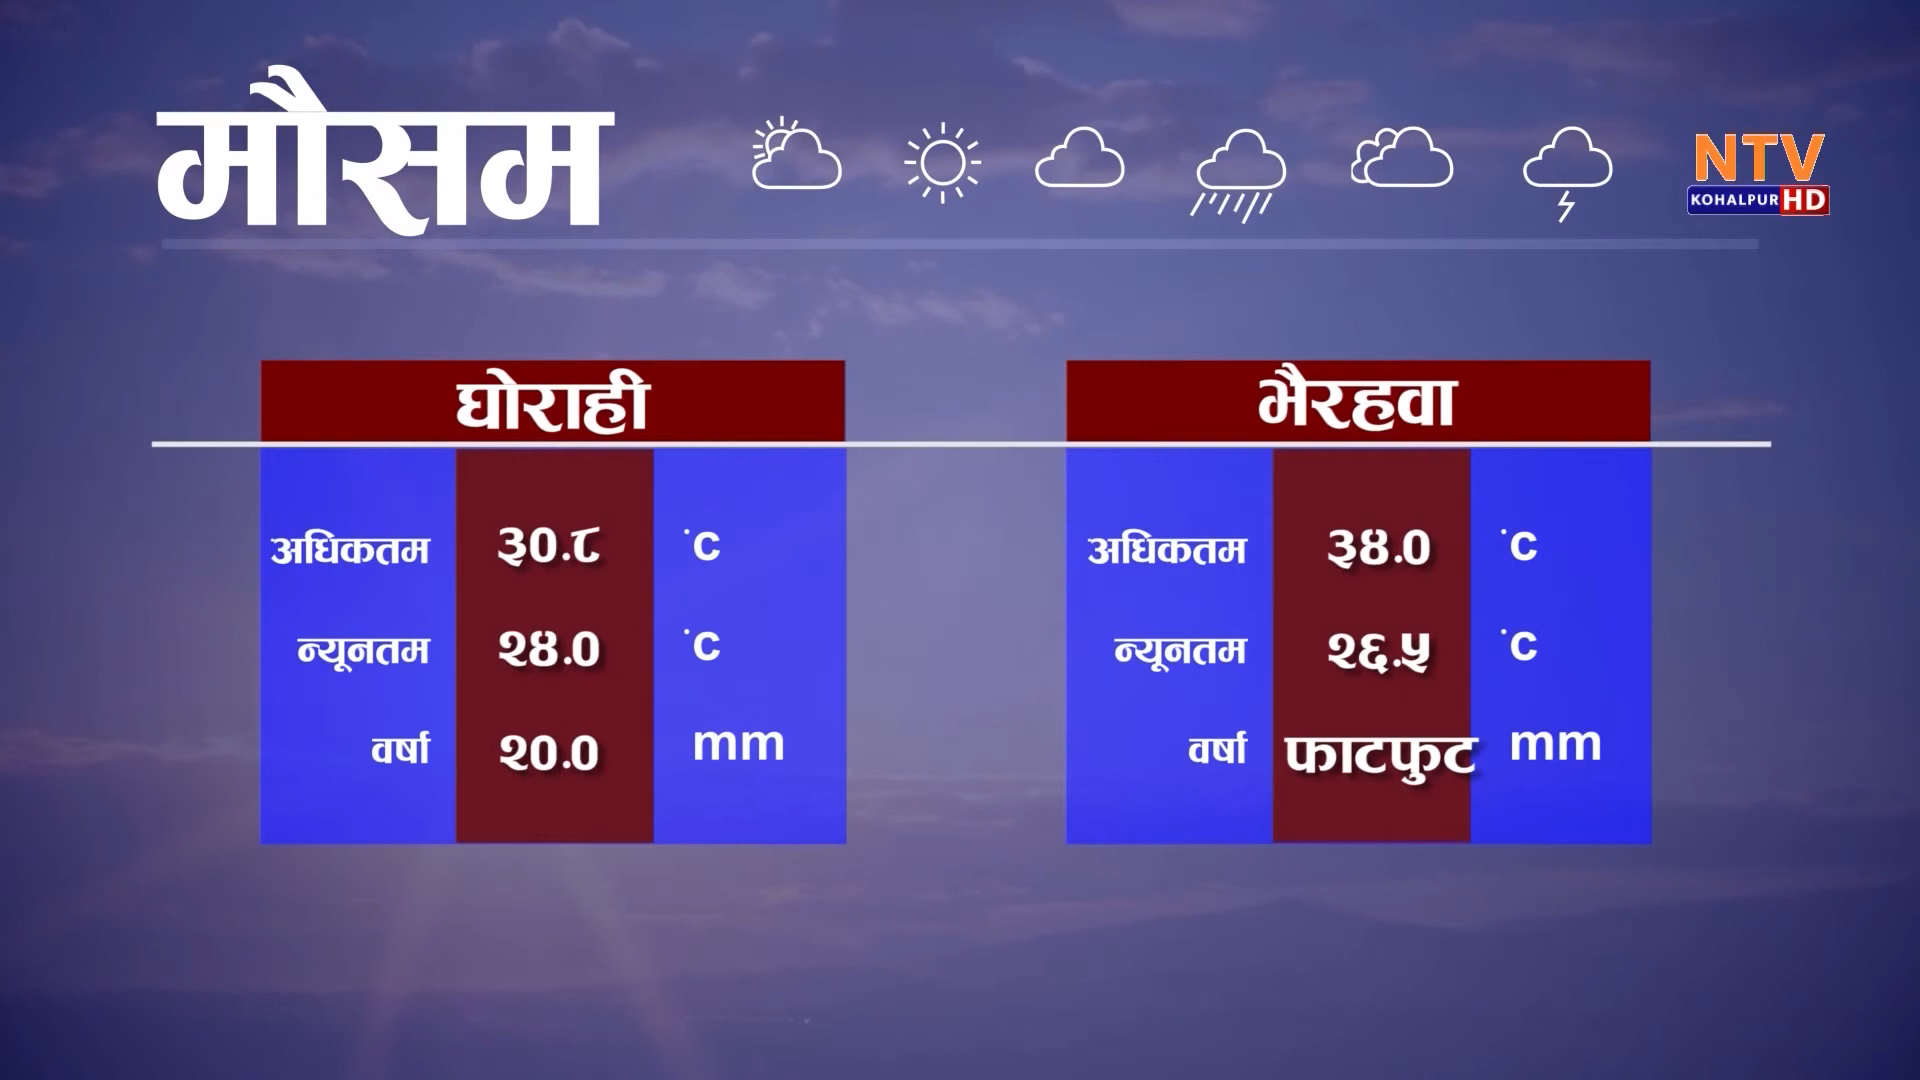 मौसम
NTV
KOHALPUR HD
घोराही
अधिकतम ३०.८ °C
न्यूनतम २४.० °C
वर्षा २०.० mm
भैरहवा
अधिकतम ३४.० °C
न्यूनतम २६.५ °C
वर्षा फाटफुट mm